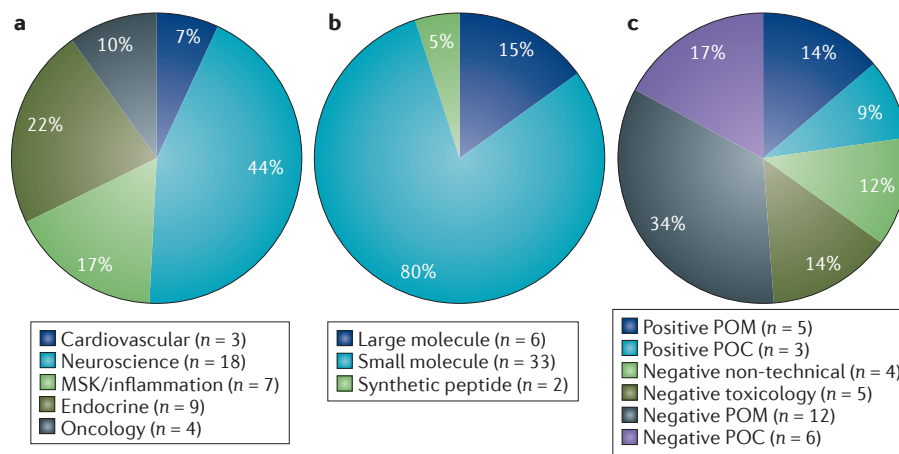 a
7%
44%
17%
22%
10%
Cardiovascular (n = 3)
Neuroscience (n = 18)
MSK/inflammation (n = 7)
Endocrine (n = 9)
Oncology (n = 4)
b
15%
80%
5%
Large molecule (n = 6)
Small molecule (n = 33)
Synthetic peptide (n = 2)
c
14%
9%
12%
14%
34%
17%
Positive POM (n = 5)
Positive POC (n = 3)
Negative non-technical (n = 4)
Negative toxicology (n = 5)
Negative POM (n = 12)
Negative POC (n = 6)